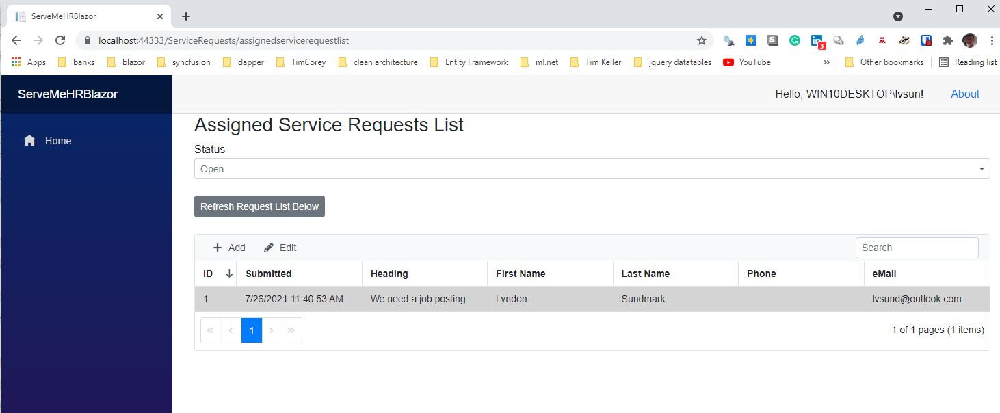 ServeMeHRBlazor
localhost:44333/ServiceRequests/assignedservicerequestlist
3
Apps banks blazor syncfusion dapper TimCorey clean architecture Entity Framework ml.net Tim Keller jquery datatables YouTube » Other bookmarks Reading list
ServeMeHRBlazor Hello, WIN10DESKTOP\lvsun! About
Home
Assigned Service Requests List
Status
Open
Refresh Request List Below
+ Add Edit Search
ID Submitted Heading First Name Last Name Phone eMail
1 7/26/2021 11:40:53 AM We need a job posting Lyndon Sundmark lvsund@outlook.com
« ‹ 1 › » 1 of 1 pages (1 items)